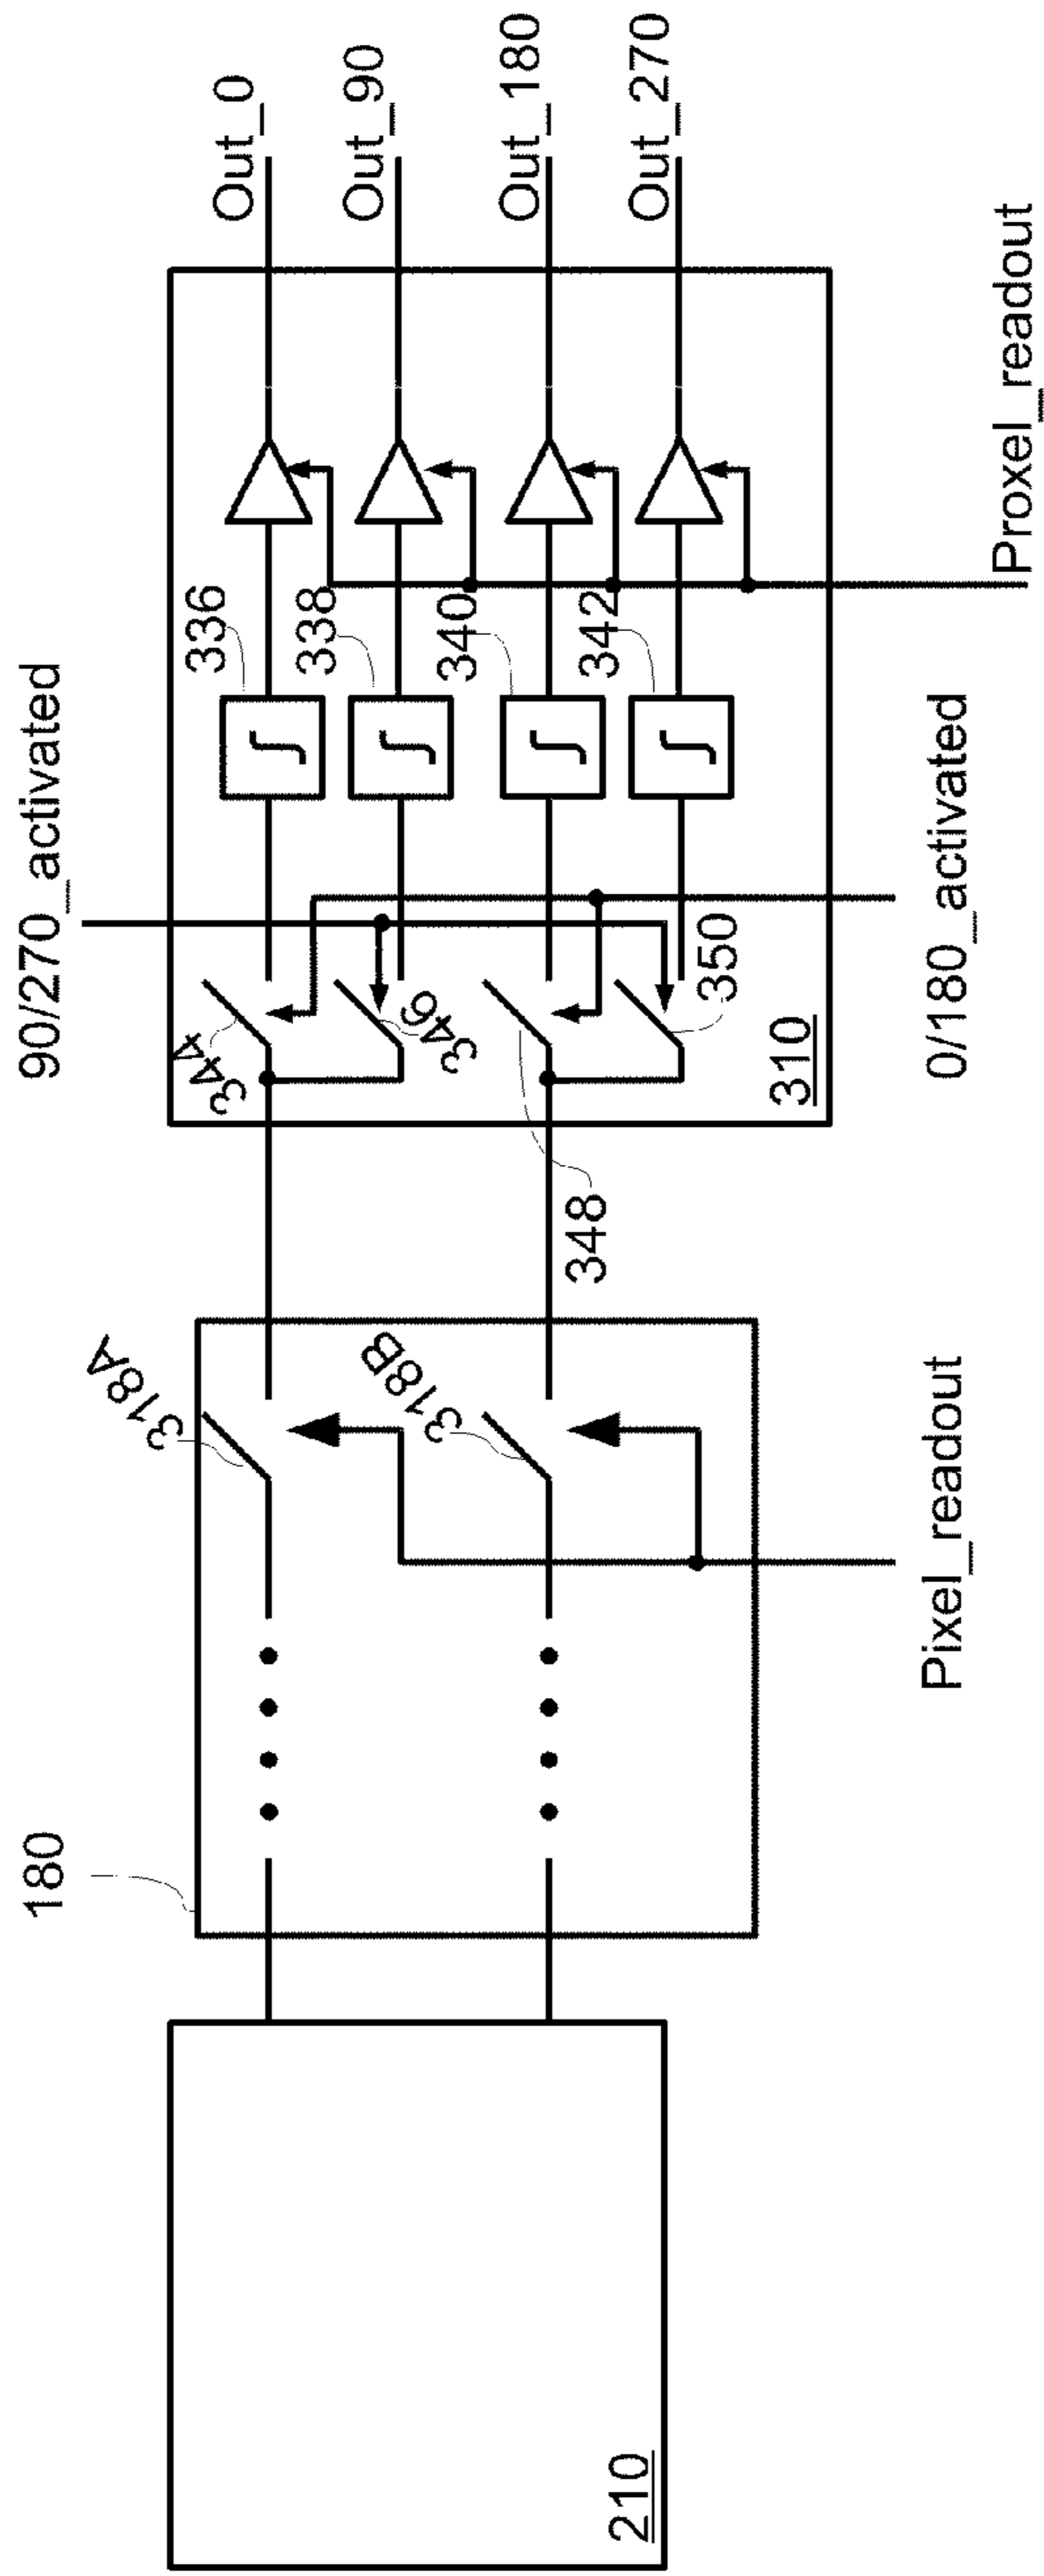 90/270_activated
Out_0
Out_90
Out_180
Out_270
336
338
340
342
344
346
348
350
310
0/180_activated
Proxel_readout
180
318A
318B
Pixel_readout
210